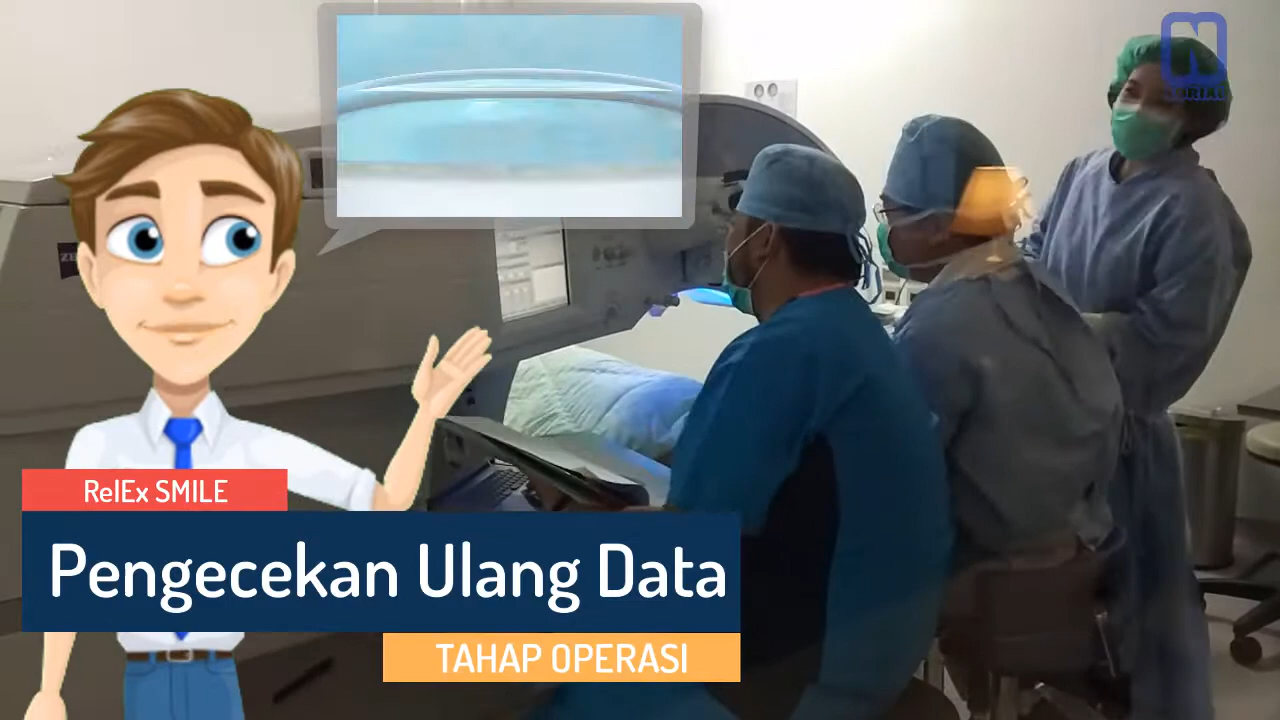 RelEx SMILE
Pengecekan Ulang Data
TAHAP OPERASI